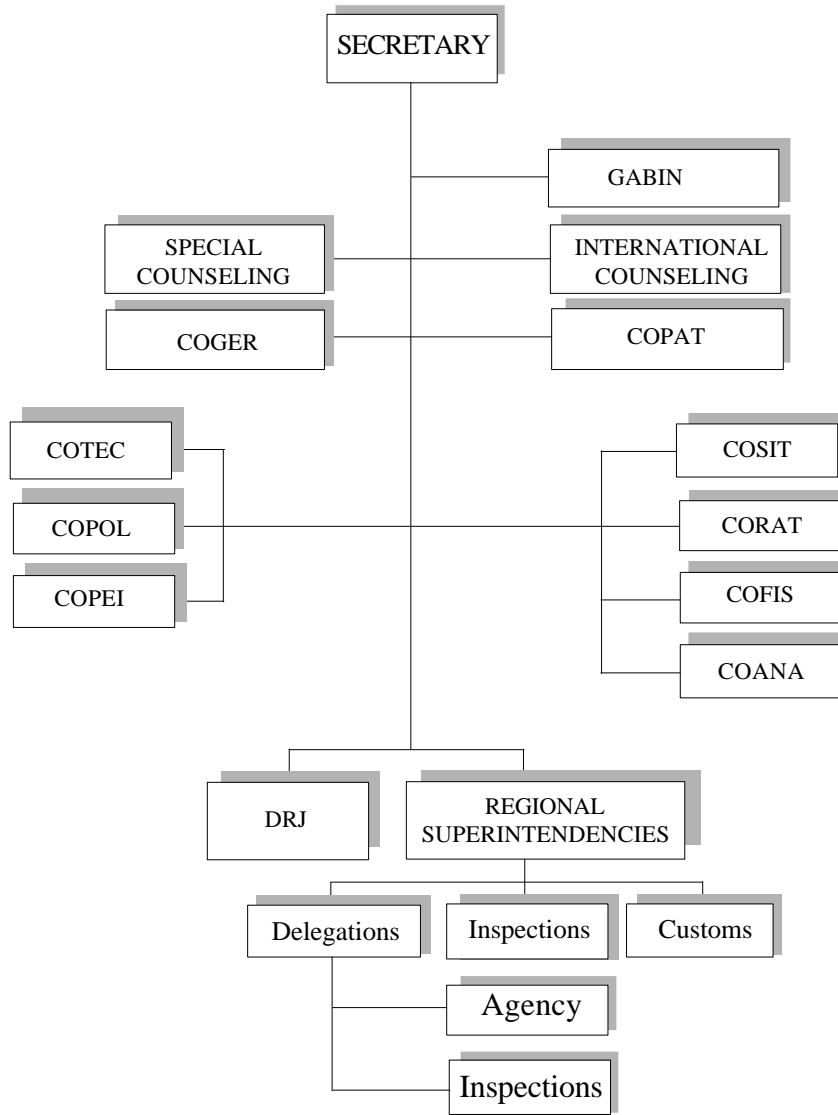 SECRETARY
GABIN
SPECIAL
COUNSELING
INTERNATIONAL
COUNSELING
COGER
COPAT
COTEC
COSIT
COPOL
CORAT
COPEI
COFIS
COANA
DRJ
REGIONAL
SUPERINTENDENCIES
Delegations
Inspections
Customs
Agency
Inspections